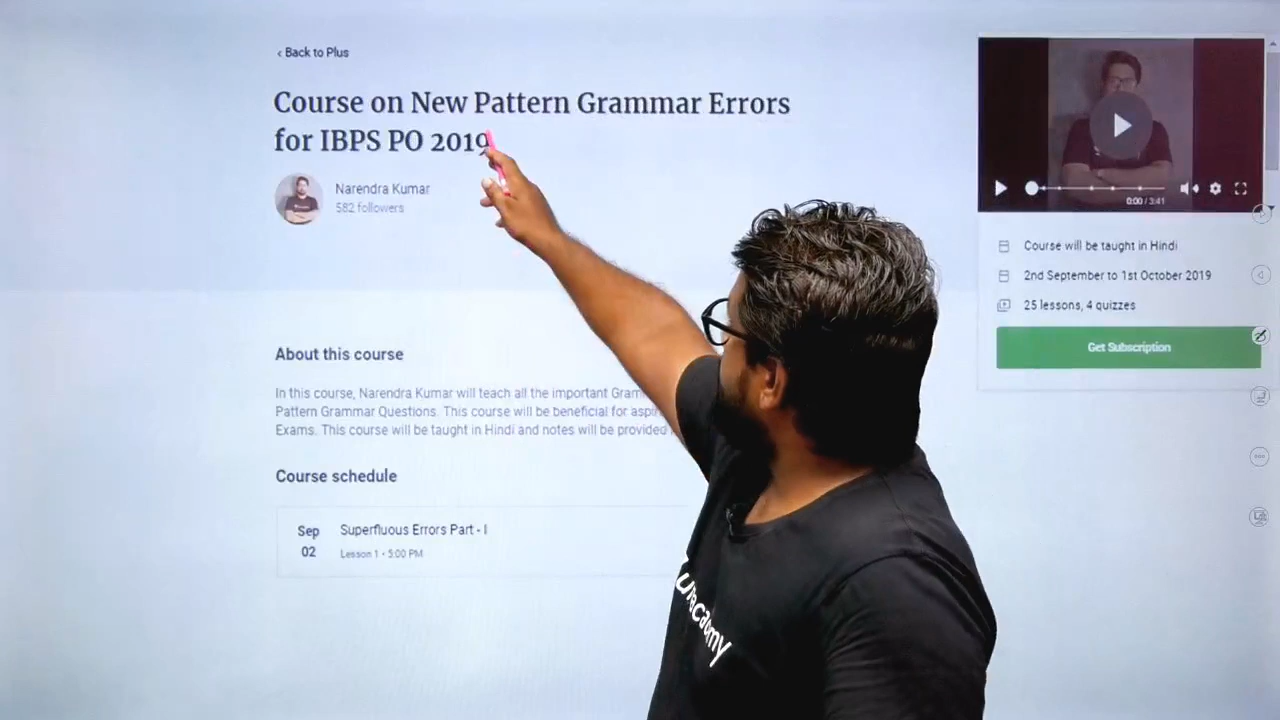 ‹ Back to Plus
Course on New Pattern Grammar Errors
for IBPS PO 2019
Narendra Kumar
582 followers
0:00 / 3:41
Course will be taught in Hindi
2nd September to 1st October 2019
25 lessons, 4 quizzes
Get Subscription
About this course
In this course, Narendra Kumar will teach all the important
Pattern Grammar Questions. This course will be beneficial for
Exams. This course will be taught in Hindi and notes will be provided
Course schedule
Sep
02
Superfluous Errors Part - I
Lesson 1 • 5:00 PM
unacademy